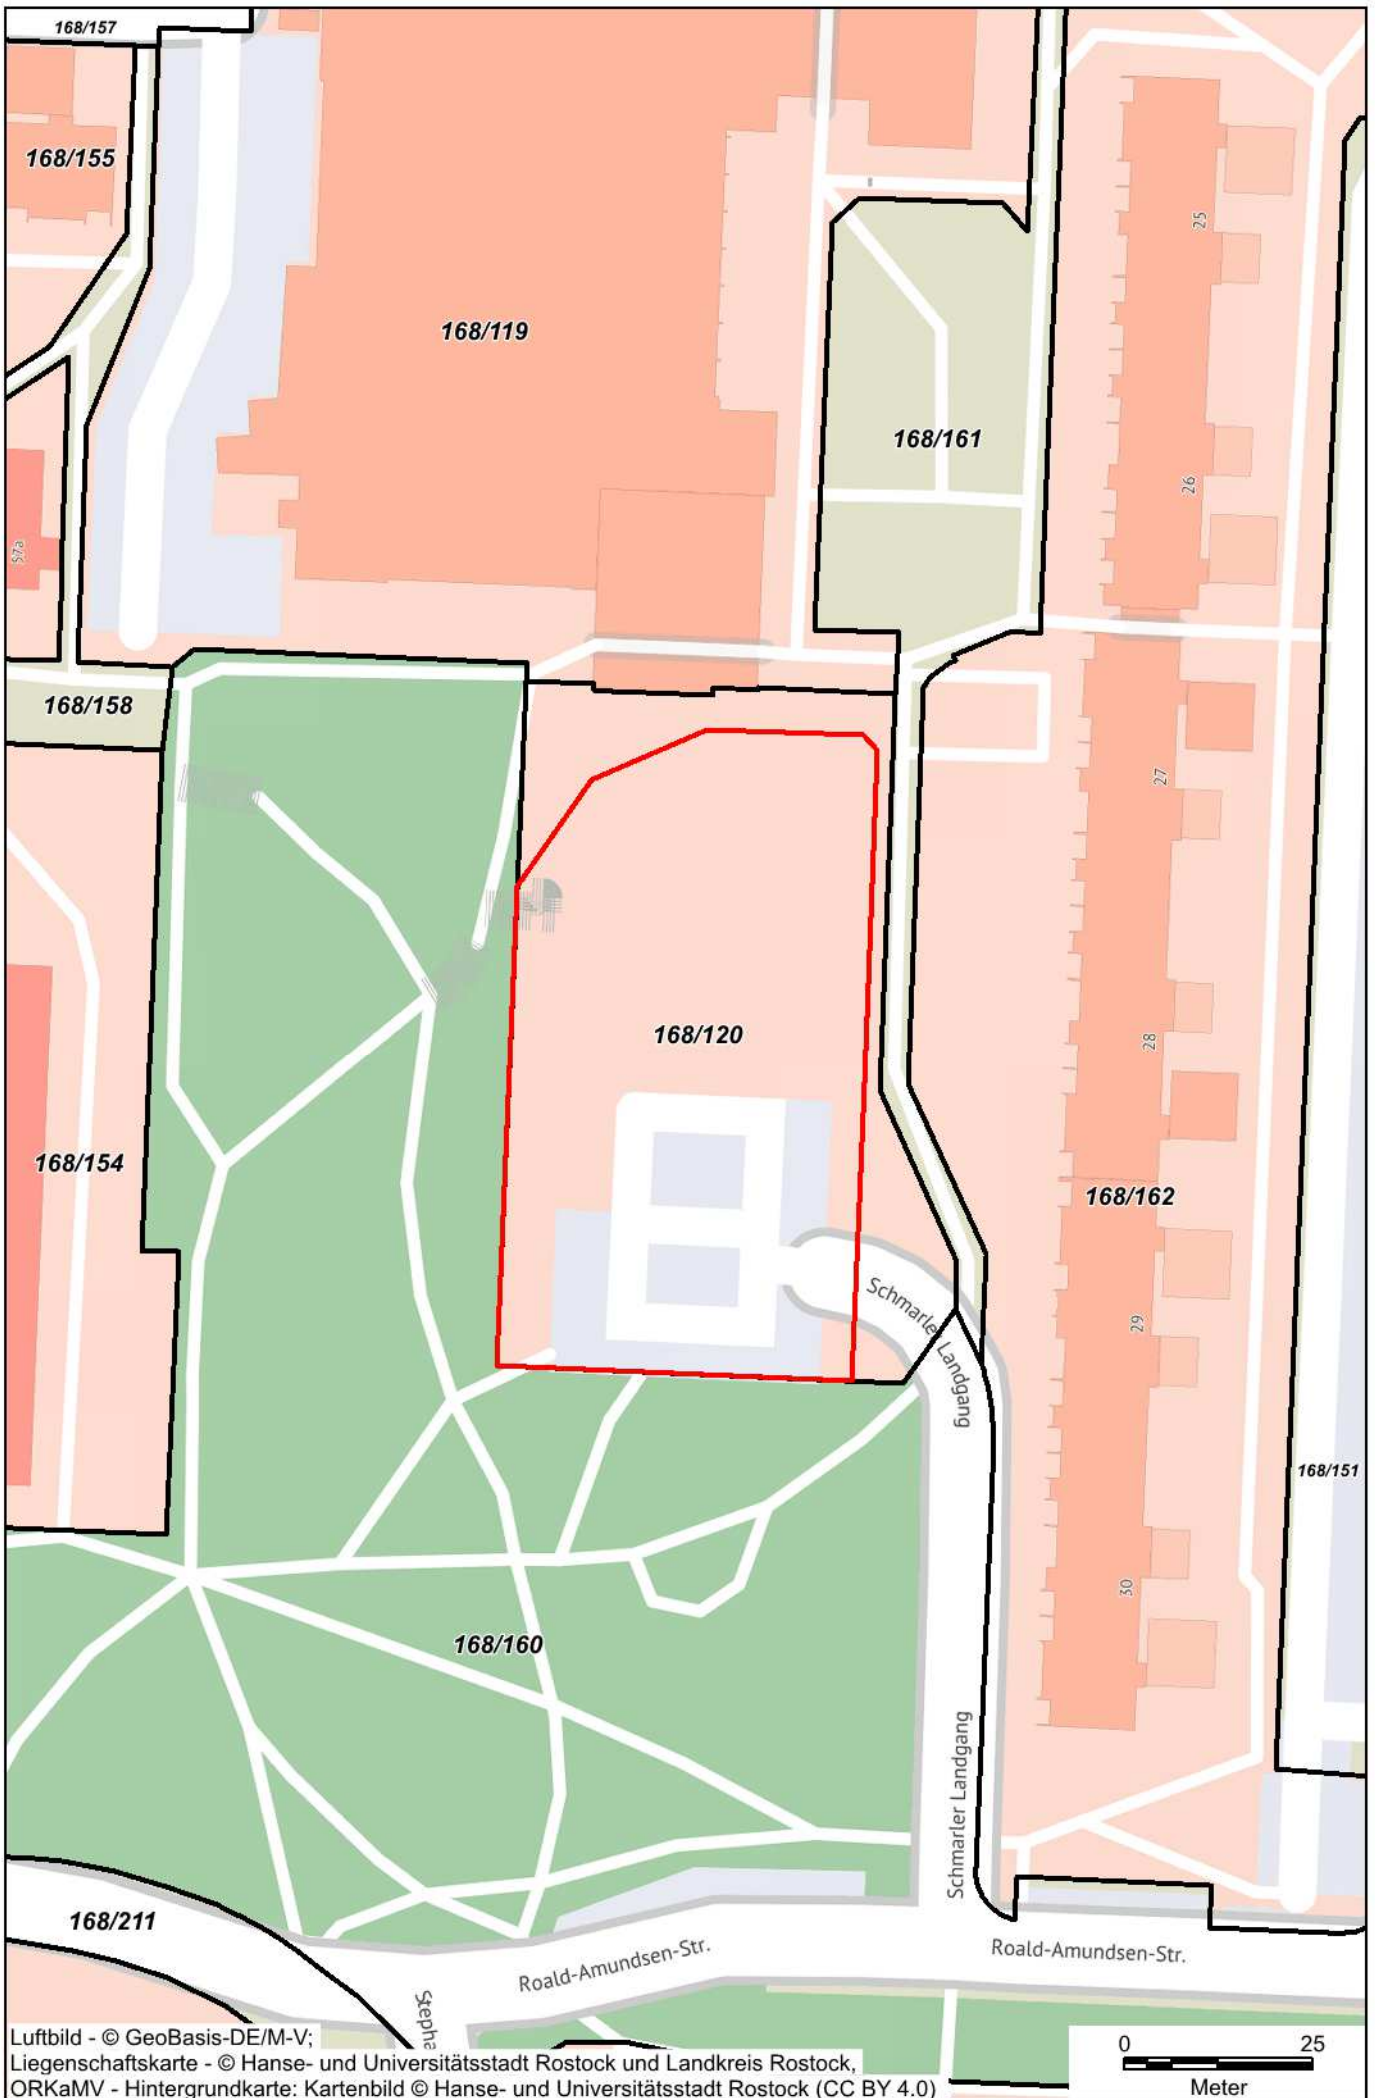 168/157
168/155
25
168/119
168/161
26
57a
168/158
27
168/120
28
168/154
168/162
Schmarler Landgang
29
168/151
30
168/160
Schmarler Landgang
168/211
Roald-Amundsen-Str.
Roald-Amundsen-Str.
Stepha
Luftbild - © GeoBasis-DE/M-V;
Liegenschaftskarte - © Hanse- und Universitätsstadt Rostock und Landkreis Rostock,
ORKaMV - Hintergrundkarte: Kartenbild © Hanse- und Universitätsstadt Rostock (CC BY 4.0)
0 25
Meter